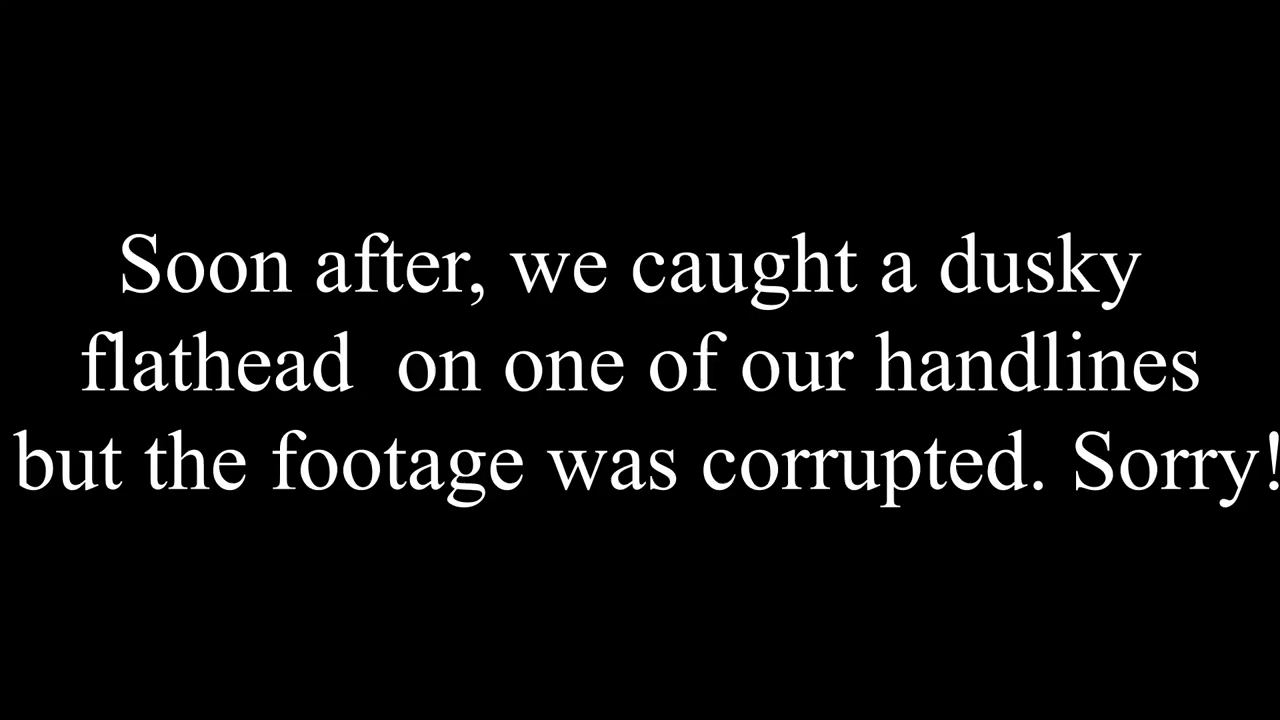 Soon after, we caught a dusky
flathead  on one of our handlines
but the footage was corrupted. Sorry!